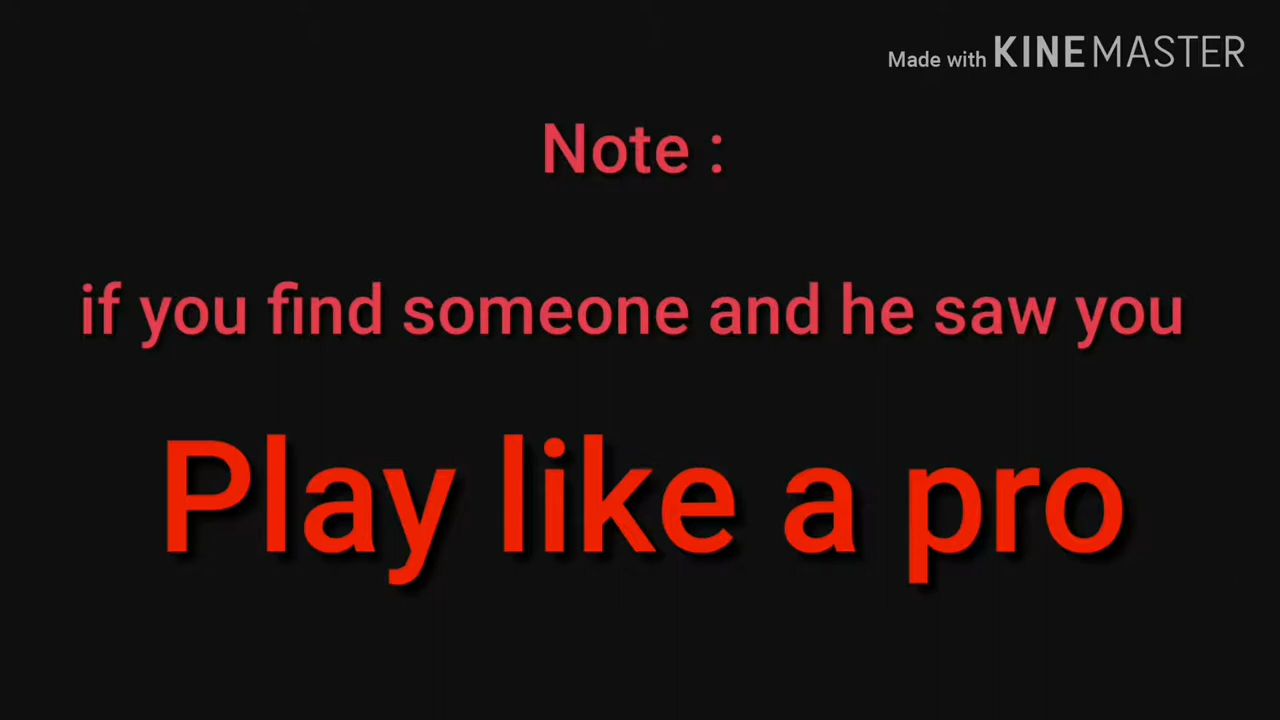 Made with KINEMASTER
Note :
if you find someone and he saw you
Play like a pro